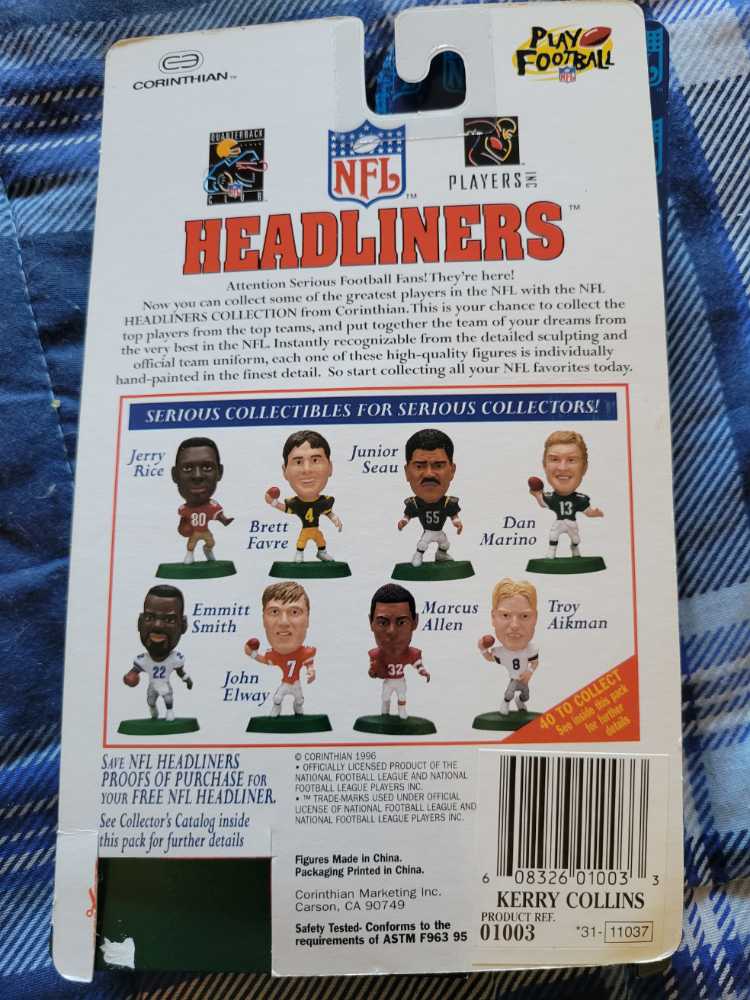 CORINTHIAN™
PLAY
FOOTBALL
NFL
QUARTERBACK
CLUB
NFL™
PLAYERS INC
HEADLINERS™
Attention Serious Football Fans! They're here!
Now you can collect some of the greatest players in the NFL with the NFL
HEADLINERS COLLECTION from Corinthian. This is your chance to collect the
top players from the top teams, and put together the team of your dreams from
the very best in the NFL. Instantly recognizable from the detailed sculpting and
official team uniform, each one of these high-quality figures is individually
hand-painted in the finest detail. So start collecting all your NFL favorites today.
SERIOUS COLLECTIBLES FOR SERIOUS COLLECTORS!
Jerry
Rice
80
Brett
Favre
4
Junior
Seau
55
Dan
Marino
13
Emmitt
Smith
22
John
Elway
7
Marcus
Allen
32
Troy
Aikman
8
40 TO COLLECT
See inside this pack
for further
details
SAVE NFL HEADLINERS
PROOFS OF PURCHASE FOR
YOUR FREE NFL HEADLINER.
See Collector's Catalog inside
this pack for further details
© CORINTHIAN 1996
• OFFICIALLY LICENSED PRODUCT OF THE
NATIONAL FOOTBALL LEAGUE AND NATIONAL
FOOTBALL LEAGUE PLAYERS INC.
• ™ TRADE-MARKS USED UNDER OFFICIAL
LICENSE OF NATIONAL FOOTBALL LEAGUE AND
NATIONAL FOOTBALL LEAGUE PLAYERS INC.
Figures Made in China.
Packaging Printed in China.
Corinthian Marketing Inc.
Carson, CA 90749
Safety Tested- Conforms to the
requirements of ASTM F963 95
6 08326 01003 3
KERRY COLLINS
PRODUCT REF.
01003 *31- 11037